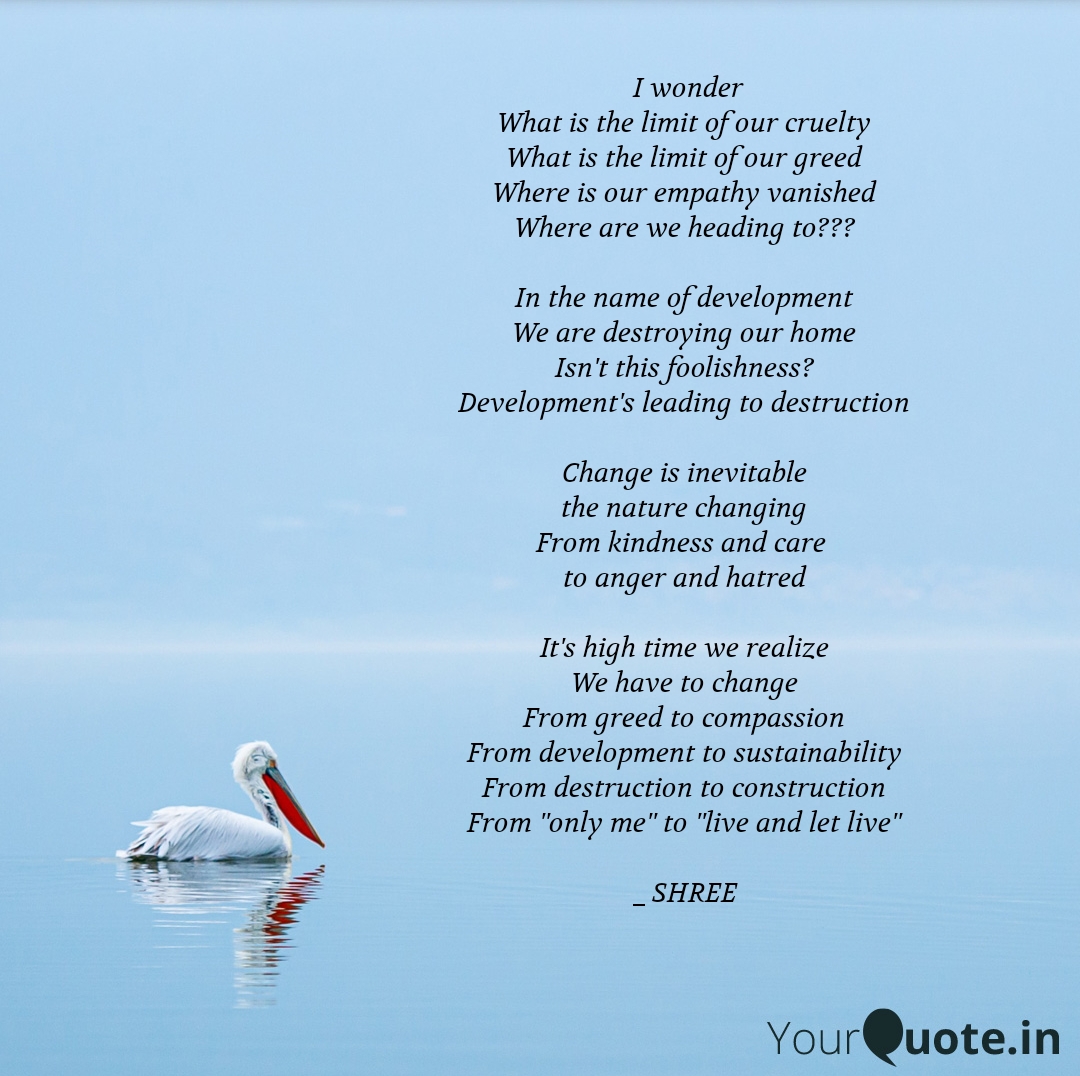 I wonder
What is the limit of our cruelty
What is the limit of our greed
Where is our empathy vanished
Where are we heading to???

In the name of development
We are destroying our home
Isn't this foolishness?
Development's leading to destruction

Change is inevitable
the nature changing
From kindness and care
to anger and hatred

It's high time we realize
We have to change
From greed to compassion
From development to sustainability
From destruction to construction
From "only me" to "live and let live"

_ SHREE

YourQuote.in